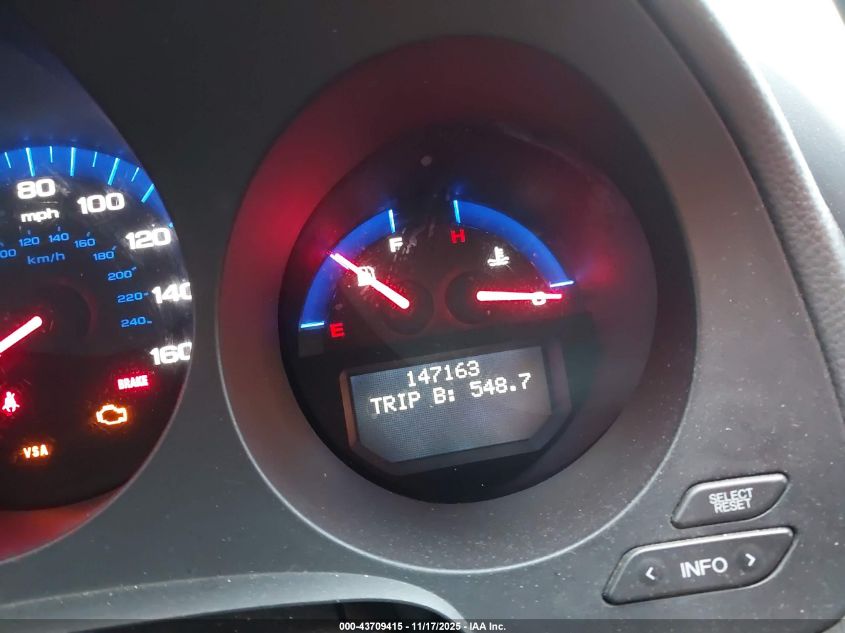 80
mph
100
120
140
160
120 140 160
180
km/h
200
220
240
BRAKE
VSA
F
H
E
C
147163
TRIP B: 548.7
SELECT
RESET
‹ INFO ›
000-43709415 - 11/17/2025 - IAA Inc.